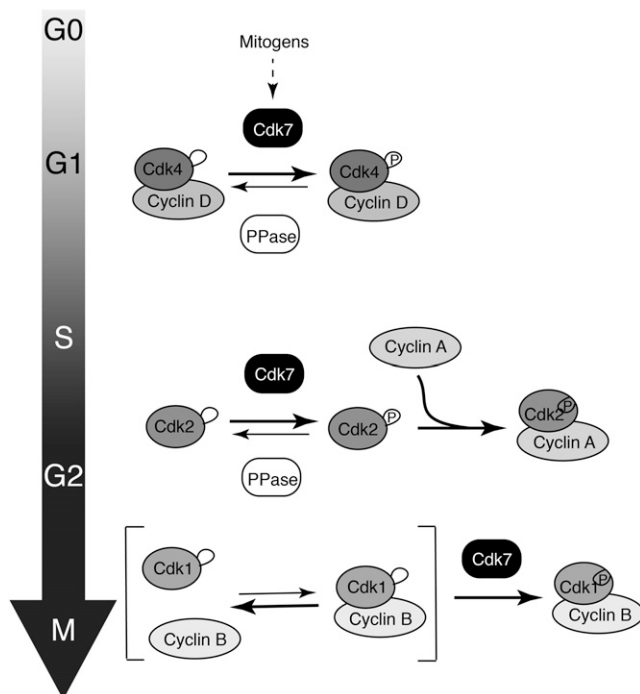 G0
Mitogens
Cdk7
G1
Cdk4
P
Cdk4
Cyclin D
Cyclin D
PPase
S
Cyclin A
Cdk7
Cdk2
P
Cdk2
Cdk2
P
Cyclin A
PPase
G2
Cdk1
Cdk1
Cdk7
Cdk1
P
Cyclin B
Cyclin B
Cyclin B
M